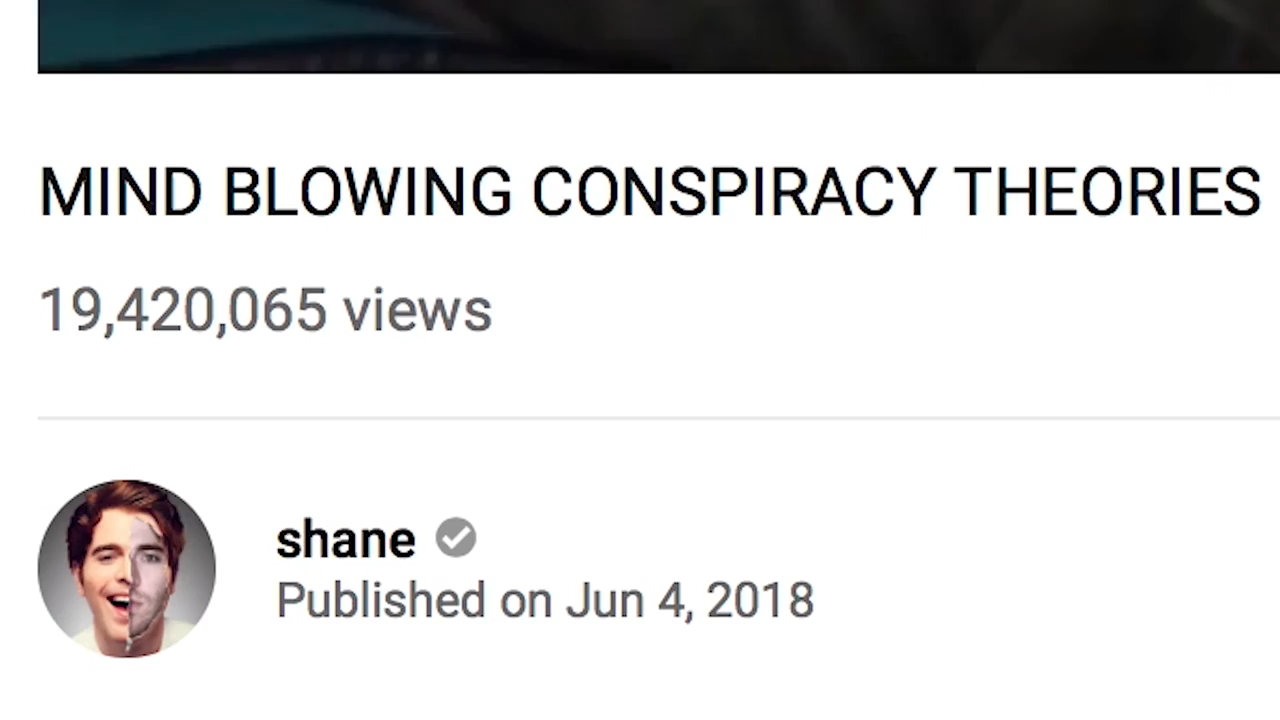 MIND BLOWING CONSPIRACY THEORIES
19,420,065 views
shane
Published on Jun 4, 2018